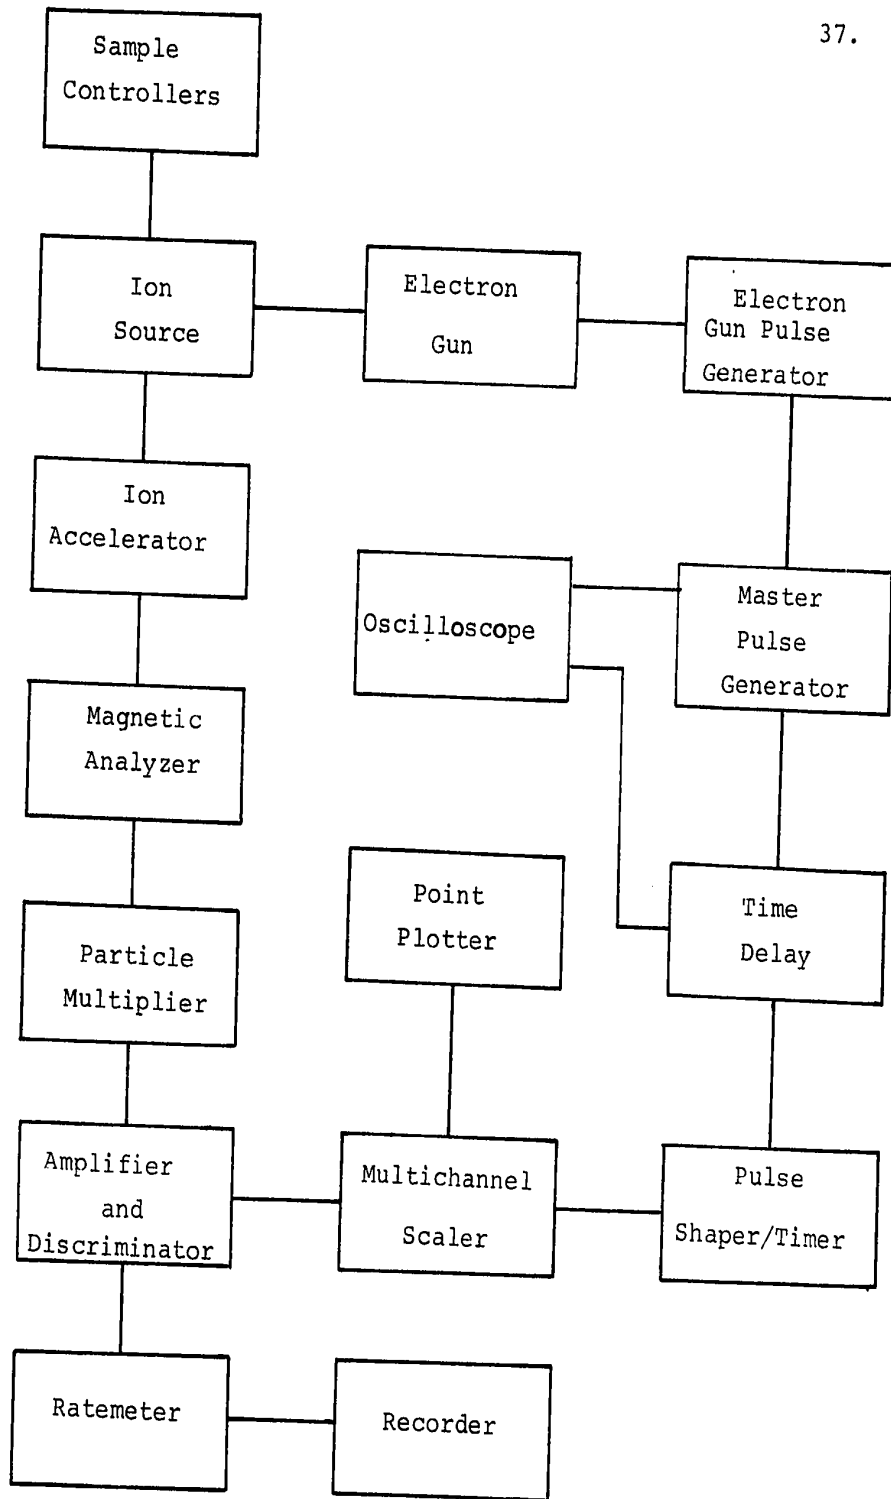 37.
Sample
Controllers
Ion
Source
Electron
Gun
Electron
Gun Pulse
Generator
Ion
Accelerator
Oscilloscope
Master
Pulse
Generator
Magnetic
Analyzer
Point
Plotter
Time
Delay
Particle
Multiplier
Amplifier
and
Discriminator
Multichannel
Scaler
Pulse
Shaper/Timer
Ratemeter
Recorder